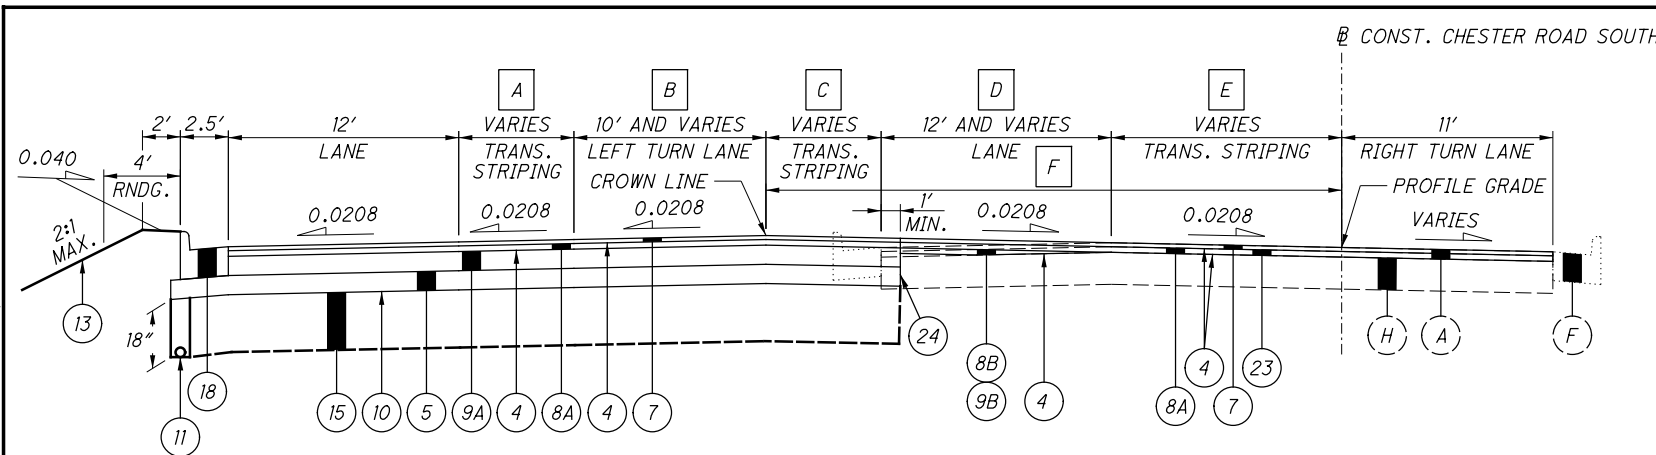 ℄ CONST. CHESTER ROAD SOUTH
A B C D E
2' 2.5' 12' VARIES 10' AND VARIES VARIES 12' AND VARIES VARIES 11'
LANE TRANS. STRIPING LEFT TURN LANE TRANS. STRIPING LANE TRANS. STRIPING RIGHT TURN LANE
0.040
4'
RNDG.
F
CROWN LINE
PROFILE GRADE
1'
MIN.
2:1
MAX.
0.0208 0.0208 0.0208 0.0208 0.0208 VARIES
18"
13 18 11 15 10 5 9A 4 8A 4 7 24 8B 9B 4 8A 4 7 23 H A F